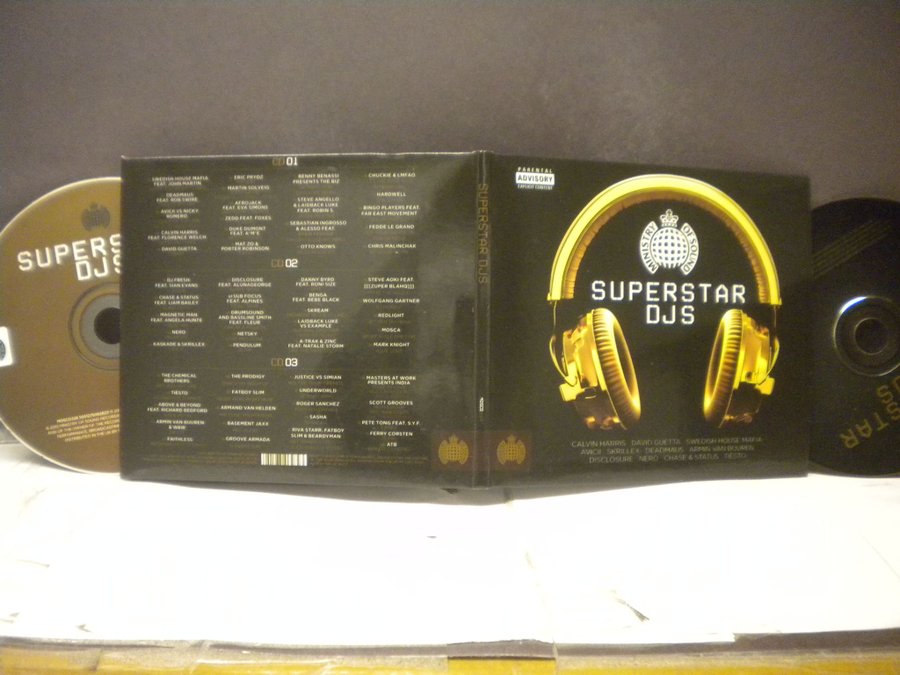 SUPERSTAR
DJS
CD 01
SWEDISH HOUSE MAFIA
FEAT. JOHN MARTIN
DEADMAU5
FEAT. ROB SWIRE
AVICII VS NICKY
ROMERO
CALVIN HARRIS
FEAT. FLORENCE WELCH
DAVID GUETTA
ERIC PRYDZ
MARTIN SOLVEIG
AFROJACK
FEAT. EVA SIMONS
ZEDD FEAT. FOXES
DUKE DUMONT
FEAT. A*M*E
MAT ZO &
PORTER ROBINSON
BENNY BENASSI
PRESENTS THE BIZ
STEVE ANGELLO
& LAIDBACK LUKE
FEAT. ROBIN S.
SEBASTIAN INGROSSO
& ALESSO FEAT.
OTTO KNOWS
CHUCKIE & LMFAO
HARDWELL
BINGO PLAYERS FEAT.
FAR EAST MOVEMENT
FEDDE LE GRAND
CHRIS MALINCHAK
CD 02
DJ FRESH
FEAT. SIAN EVANS
CHASE & STATUS
FEAT. LIAM BAILEY
MAGNETIC MAN
FEAT. ANGELA HUNTE
NERO
KASKADE & SKRILLEX
DISCLOSURE
FEAT. ALUNAGEORGE
SUB FOCUS
FEAT. ALPINES
DRUMSOUND
AND BASSLINE SMITH
FEAT. FLEUR
NETSKY
PENDULUM
DANNY BYRD
FEAT. RONI SIZE
BENGA
FEAT. BEBE BLACK
SKREAM
LAIDBACK LUKE
VS EXAMPLE
A-TRAK & ZINC
FEAT. NATALIE STORM
STEVE AOKI FEAT.
[[[ZUPER BLAHQ]]]
WOLFGANG GARTNER
REDLIGHT
MOSCA
MARK KNIGHT
CD 03
THE CHEMICAL
BROTHERS
TIËSTO
ABOVE & BEYOND
FEAT. RICHARD BEDFORD
ARMIN VAN BUUREN
FAITHLESS
THE PRODIGY
FATBOY SLIM
ARMAND VAN HELDEN
BASEMENT JAXX
GROOVE ARMADA
JUSTICE VS SIMIAN
UNDERWORLD
ROGER SANCHEZ
SASHA
RIVA STARR, FATBOY
SLIM & BEARDYMAN
MASTERS AT WORK
PRESENTS INDIA
SCOTT GROOVES
PETE TONG FEAT. S.Y.F.
FERRY CORSTEN
ATB
SUPERSTAR DJS
PARENTAL
ADVISORY
EXPLICIT CONTENT
MINISTRY OF SOUND
SUPERSTAR
DJS
CALVIN HARRIS DAVID GUETTA SWEDISH HOUSE MAFIA
AVICII SKRILLEX DEADMAU5 ARMIN VAN BUUREN
DISCLOSURE NERO CHASE & STATUS TIËSTO